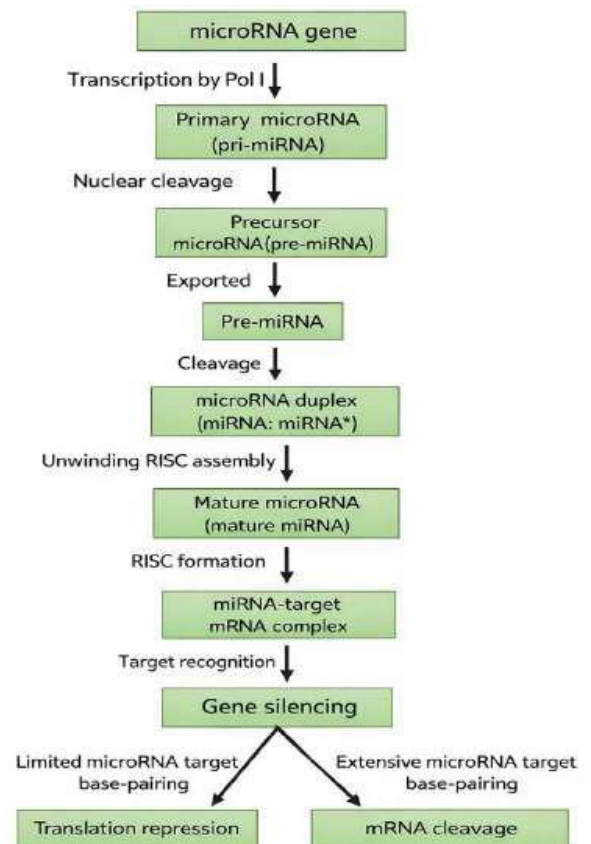 microRNA gene
Transcription by Pol I
Primary microRNA
(pri-miRNA)
Nuclear cleavage
Precursor
microRNA(pre-miRNA)
Exported
Pre-miRNA
Cleavage
microRNA duplex
(miRNA: miRNA*)
Unwinding RISC assembly
Mature microRNA
(mature miRNA)
RISC formation
miRNA-target
mRNA complex
Target recognition
Gene silencing
Limited microRNA target
base-pairing
Extensive microRNA target
base-pairing
Translation repression
mRNA cleavage